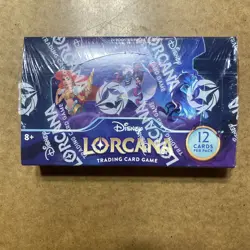 Disney
LORCANA
TRADING CARD GAME
8+
12
CARDS
PER PACK